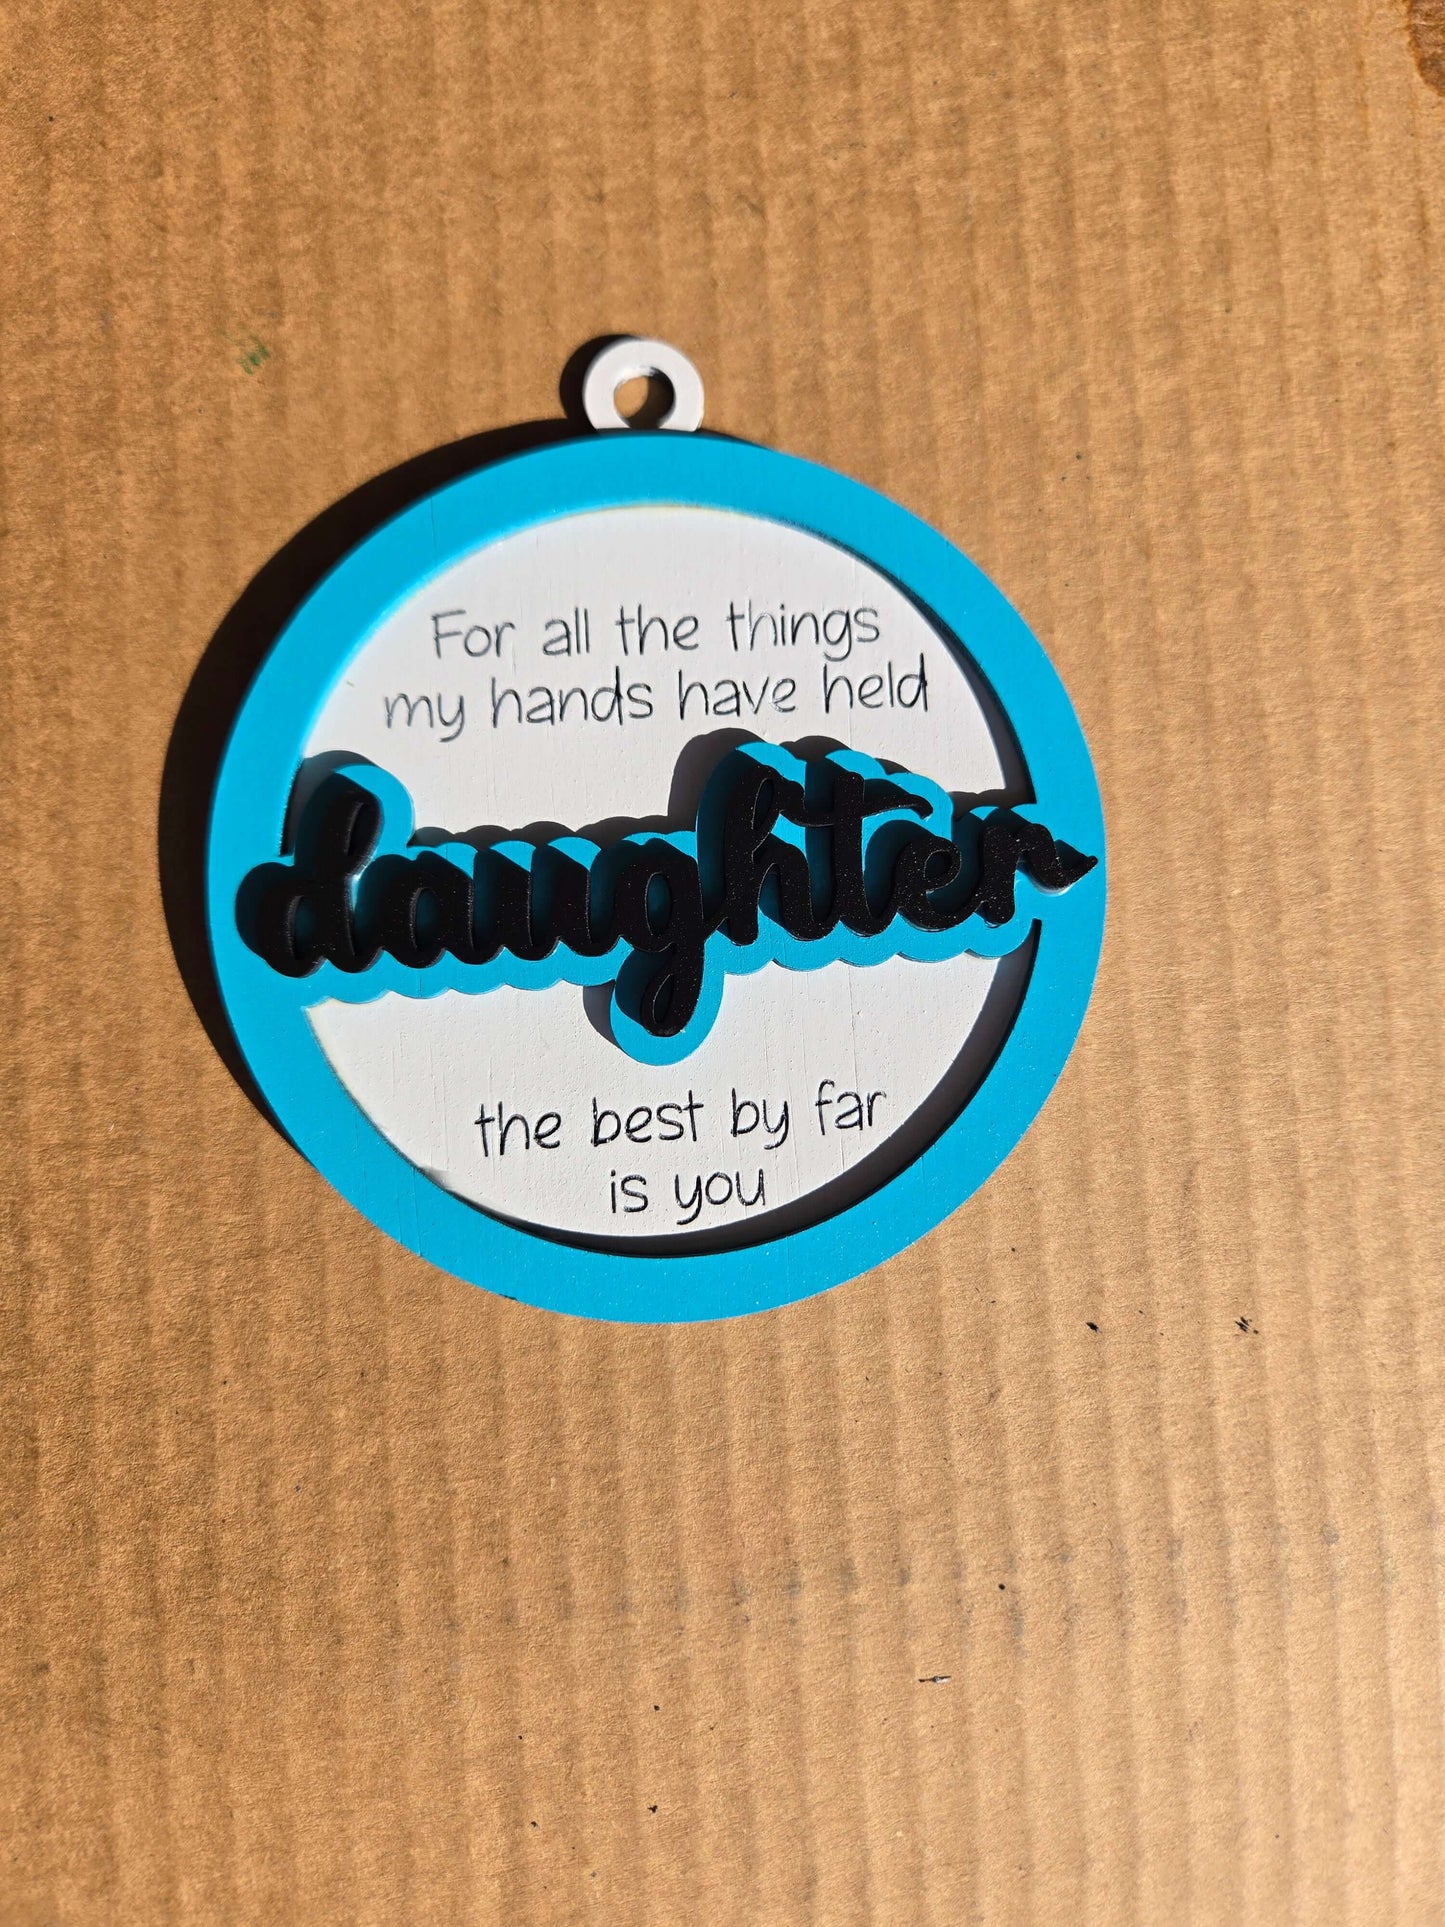 For all the things
my hands have held
daughter
the best by far
is you